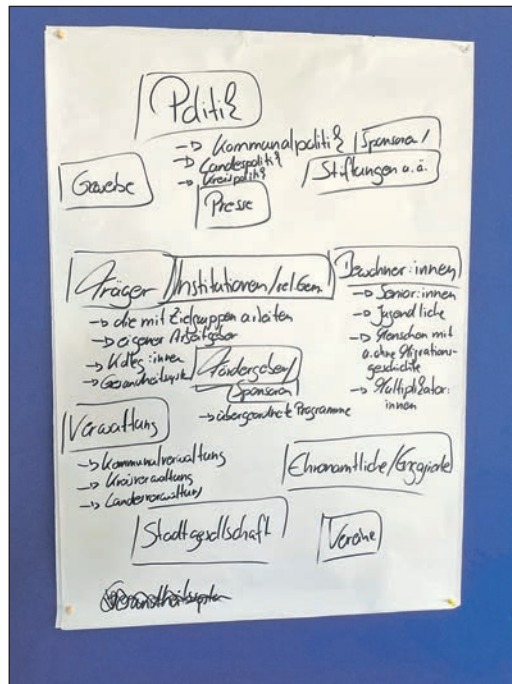 Politik
-> Kommunalpolitik
-> Landespolitik
-> Kreispolitik
Sponsoren/
Stiftungen u.ä.
Gewerbe
Presse
Träger/Institutionen/rel.Gem.
-> die mit Zielgruppen arbeiten
-> eigener Arbeitgeber
-> Kolleg:innen
-> Gesundheitssystem
Bewohner:innen
-> Senior:innen
-> Jugendliche
-> Menschen mit
u. ohne Migrations-
geschichte
-> Multiplikator:
innen
Fördergeber/
Sponsoren
-> übergeordnete Programme
Verwaltung
-> Kommunalverwaltung
-> Kreisverwaltung
-> Landesverwaltung
Ehrenamtliche/Engagierte
Stadtgesellschaft
Vereine